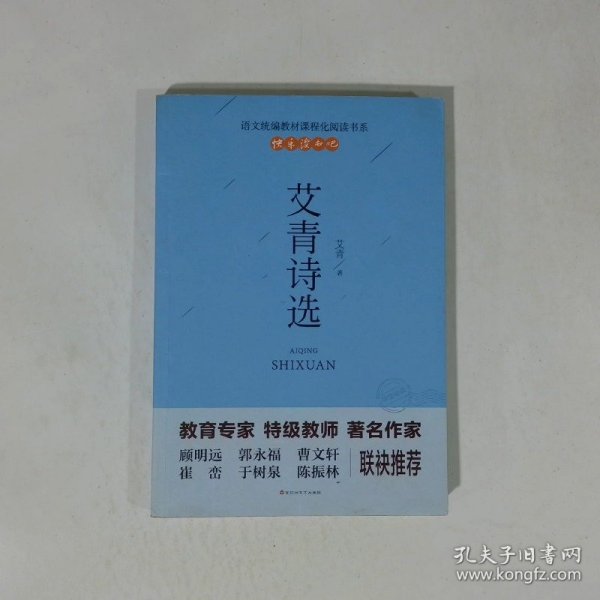 语文统编教材课程化阅读书系
快乐读书吧
艾青诗选
艾青 著
AIQING
SHIXUAN
教育专家 特级教师 著名作家
顾明远 郭永福 曹文轩
崔峦 于树泉 陈振林
联袂推荐
孔夫子旧书网
www.kongfz.com